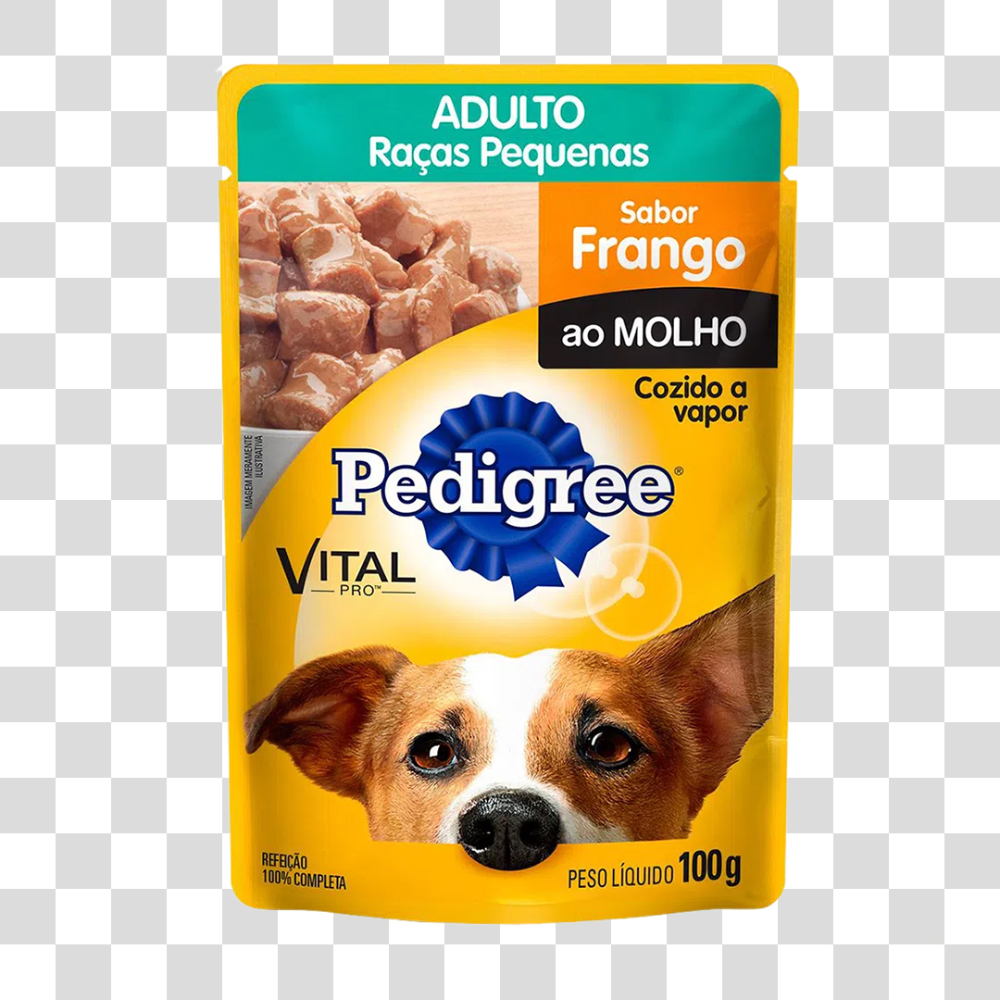 ADULTO
Raças Pequenas
Sabor
Frango
ao MOLHO
Cozido a
vapor
Pedigree®
VITAL
PRO™
IMAGEM MERAMENTE
ILUSTRATIVA
REFEIÇÃO
100% COMPLETA
PESO LÍQUIDO 100g